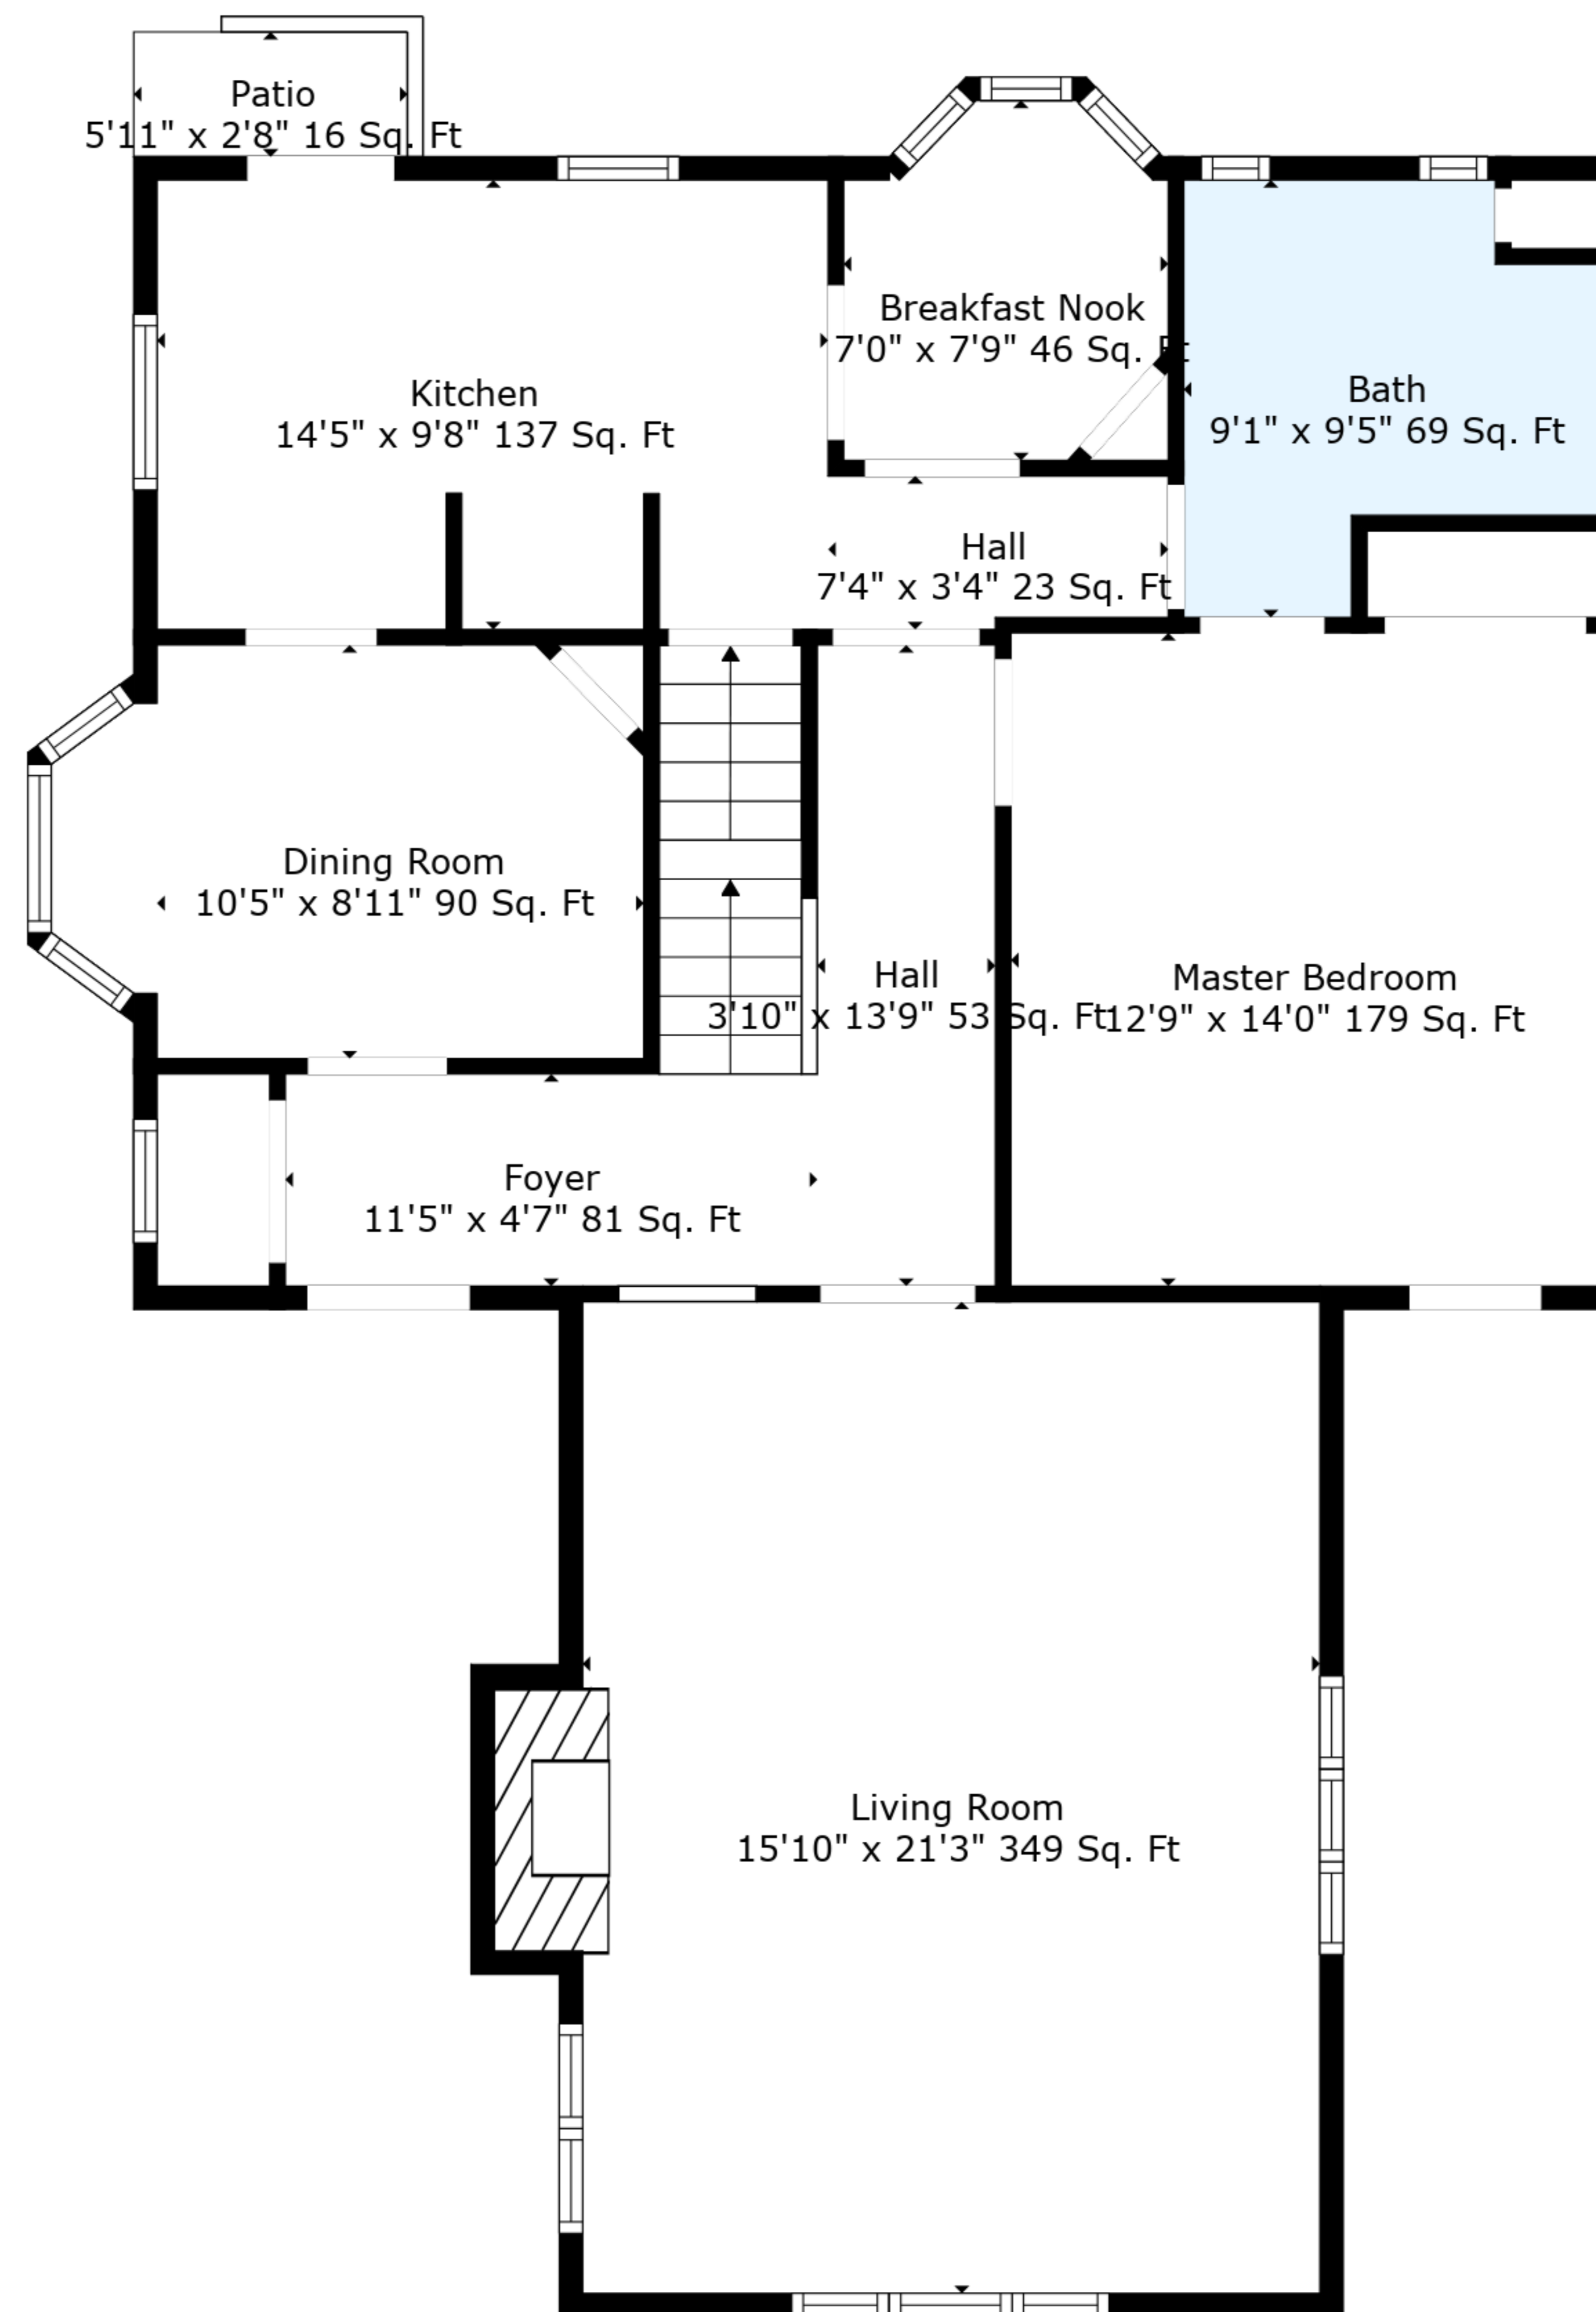 Patio
5'11" x 2'8" 16 Sq. Ft
Breakfast Nook
7'0" x 7'9" 46 Sq. Ft
Kitchen
14'5" x 9'8" 137 Sq. Ft
Bath
9'1" x 9'5" 69 Sq. Ft
Hall
7'4" x 3'4" 23 Sq. Ft
Dining Room
10'5" x 8'11" 90 Sq. Ft
Hall
3'10" x 13'9" 53 Sq. Ft
Master Bedroom
12'9" x 14'0" 179 Sq. Ft
Foyer
11'5" x 4'7" 81 Sq. Ft
Living Room
15'10" x 21'3" 349 Sq. Ft